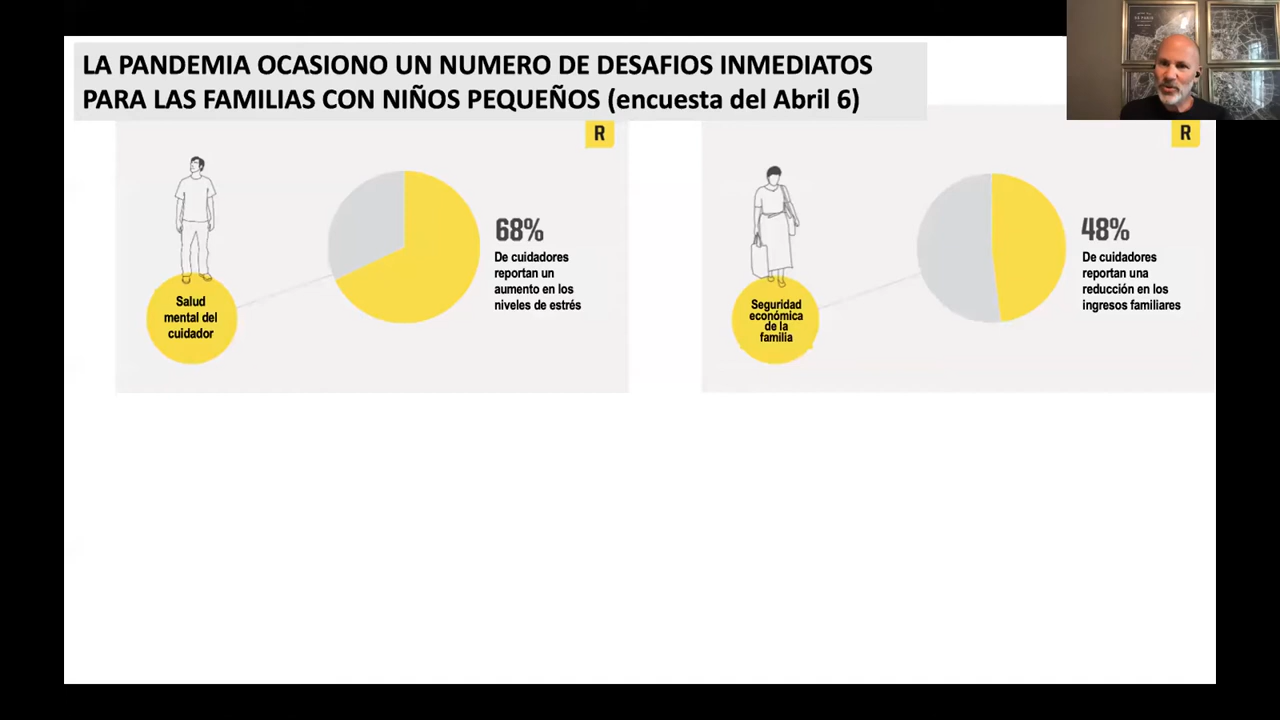 LA PANDEMIA OCASIONO UN NUMERO DE DESAFIOS INMEDIATOS
PARA LAS FAMILIAS CON NIÑOS PEQUEÑOS (encuesta del Abril 6)
R
68%
De cuidadores
reportan un
aumento en los
niveles de estrés
Salud
mental del
cuidador
R
48%
De cuidadores
reportan una
reducción en los
ingresos familiares
Seguridad
económica
de la
familia
DE PARIS